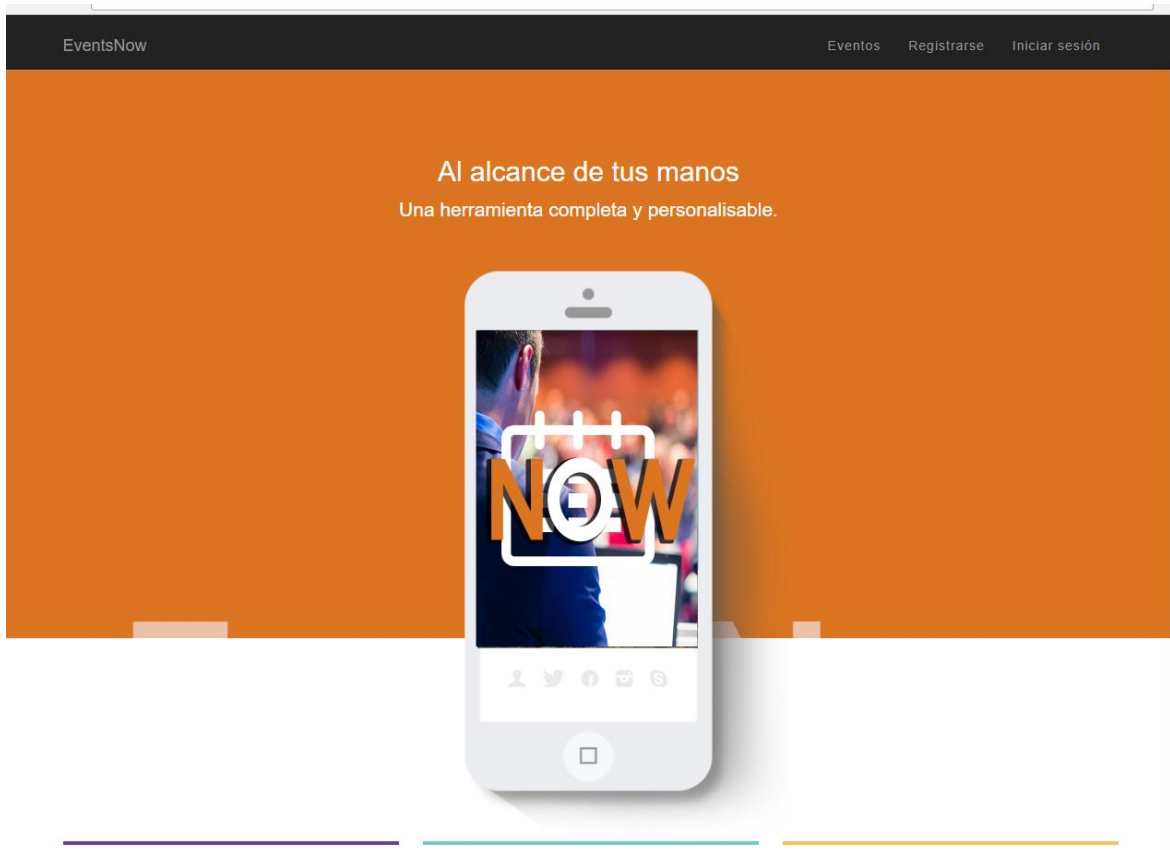 EventsNow
Eventos Registrarse Iniciar sesión
Al alcance de tus manos
Una herramienta completa y personalisable.
NOW